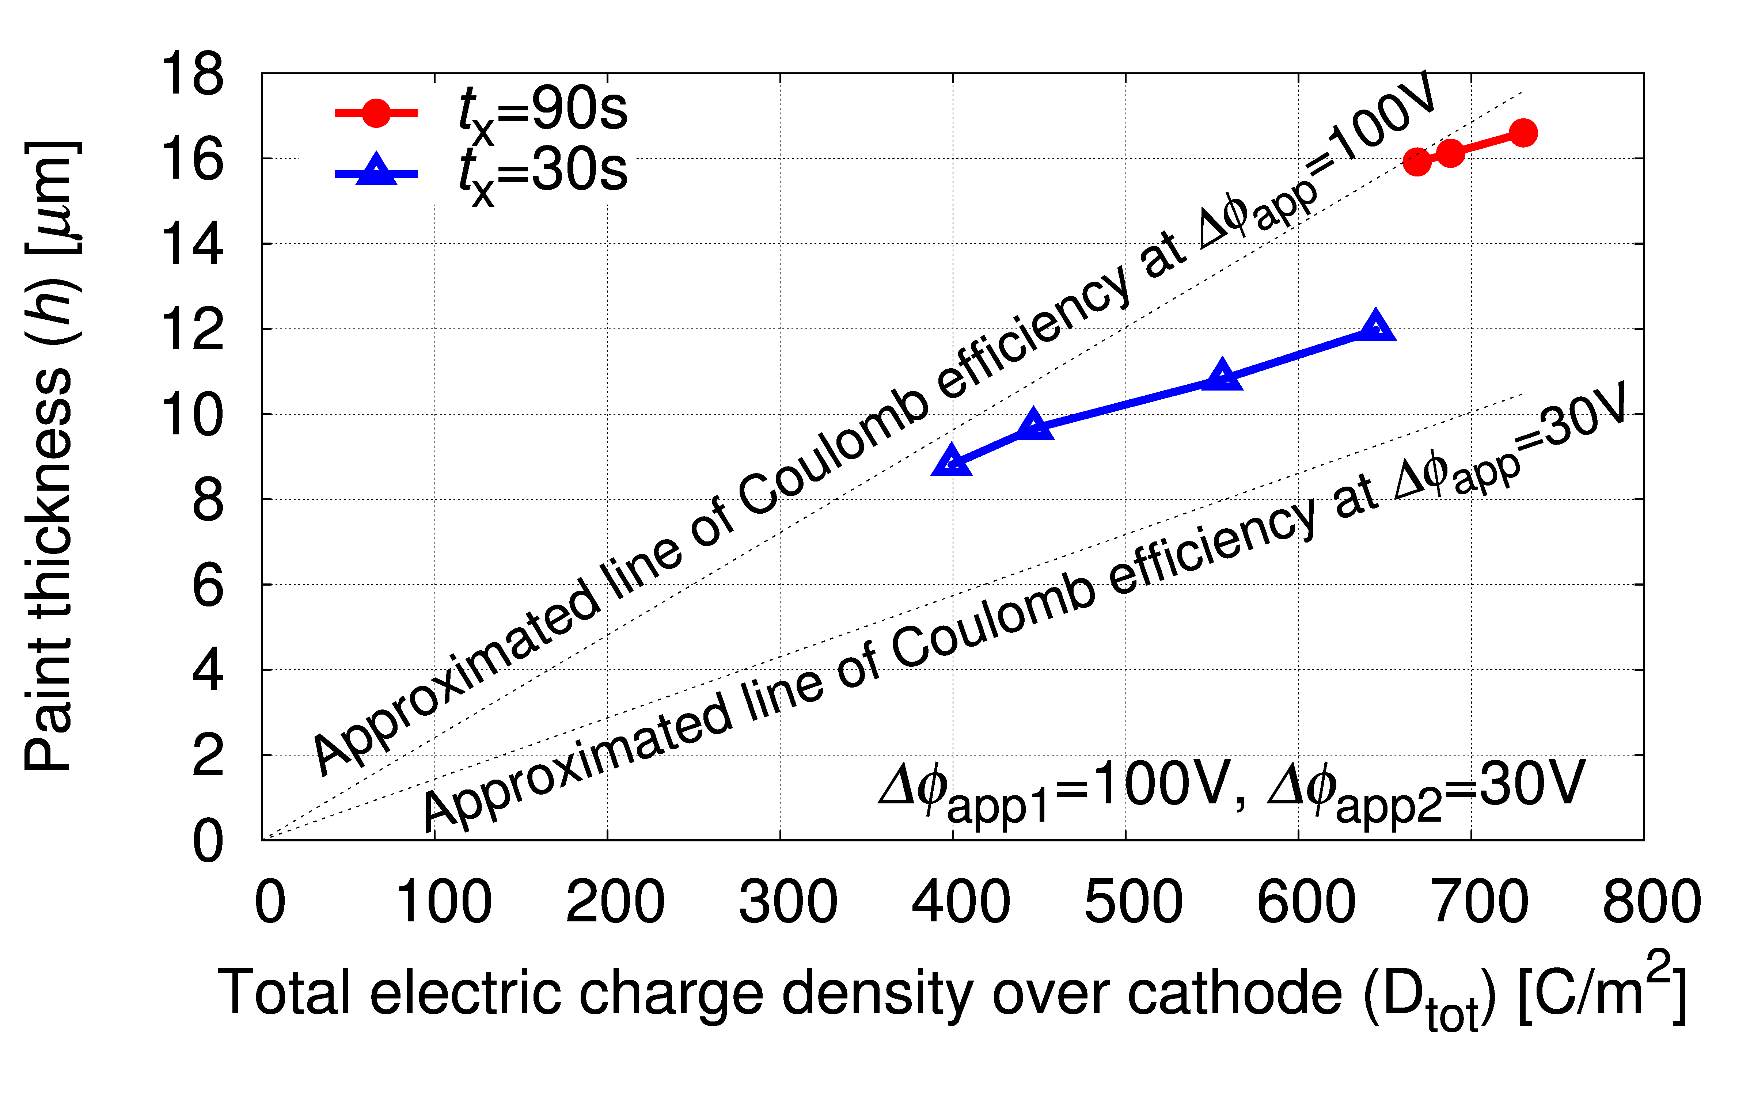 18
16
14
12
10
8
6
4
2
0
Paint thickness (h) [μm]
tx=90s
tx=30s
Approximated line of Coulomb efficiency at Δϕapp=100V
Approximated line of Coulomb efficiency at Δϕapp=30V
Δϕapp1=100V, Δϕapp2=30V
0 100 200 300 400 500 600 700 800
Total electric charge density over cathode (Dtot) [C/m2]